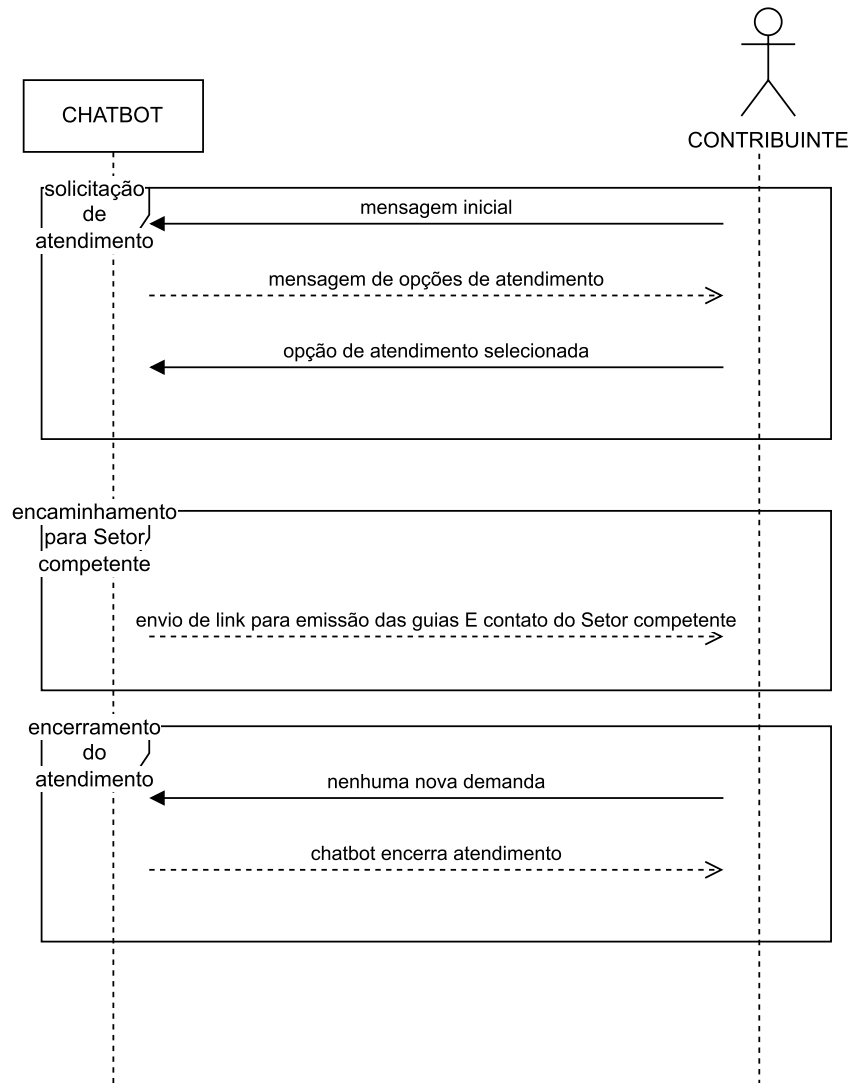 CHATBOT
CONTRIBUINTE
solicitação
de
atendimento
mensagem inicial
mensagem de opções de atendimento
opção de atendimento selecionada
encaminhamento
para Setor
competente
envio de link para emissão das guias E contato do Setor competente
encerramento
do
atendimento
nenhuma nova demanda
chatbot encerra atendimento